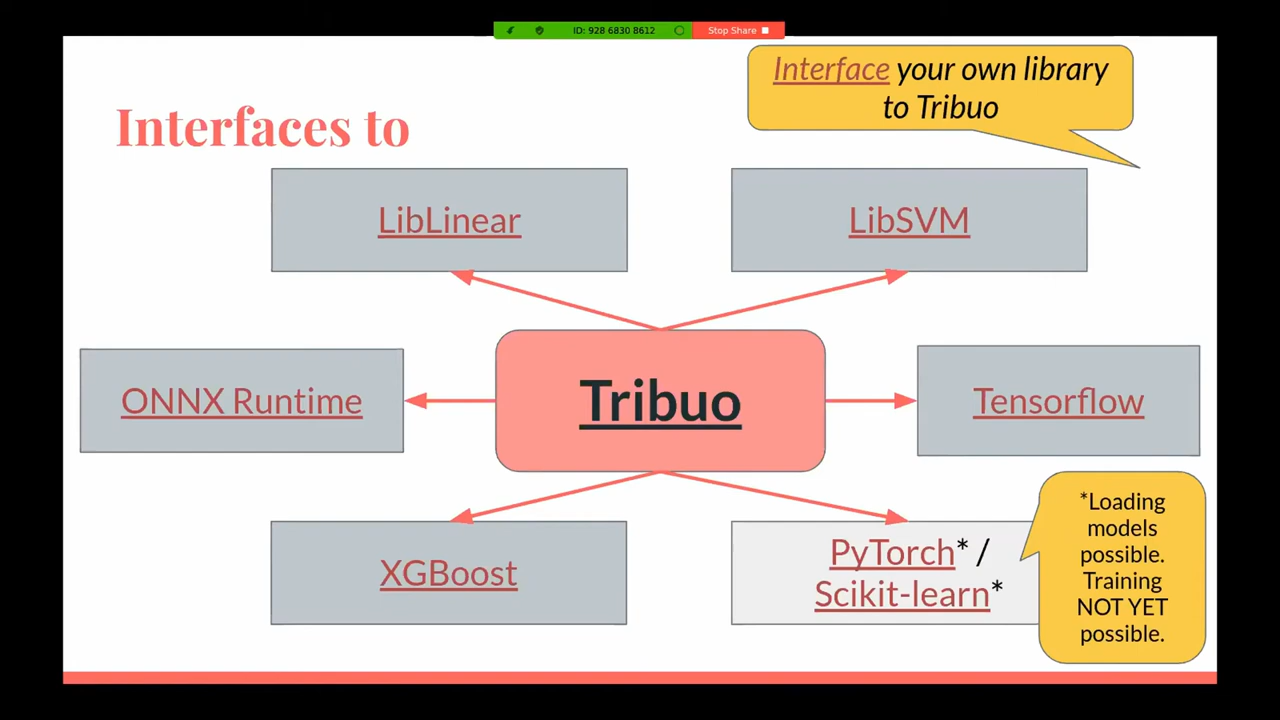 ID: 928 6830 8612
Stop Share
Interface your own library
to Tribuo
Interfaces to
LibLinear
LibSVM
ONNX Runtime
Tribuo
Tensorflow
XGBoost
PyTorch* /
Scikit-learn*
*Loading
models
possible.
Training
NOT YET
possible.